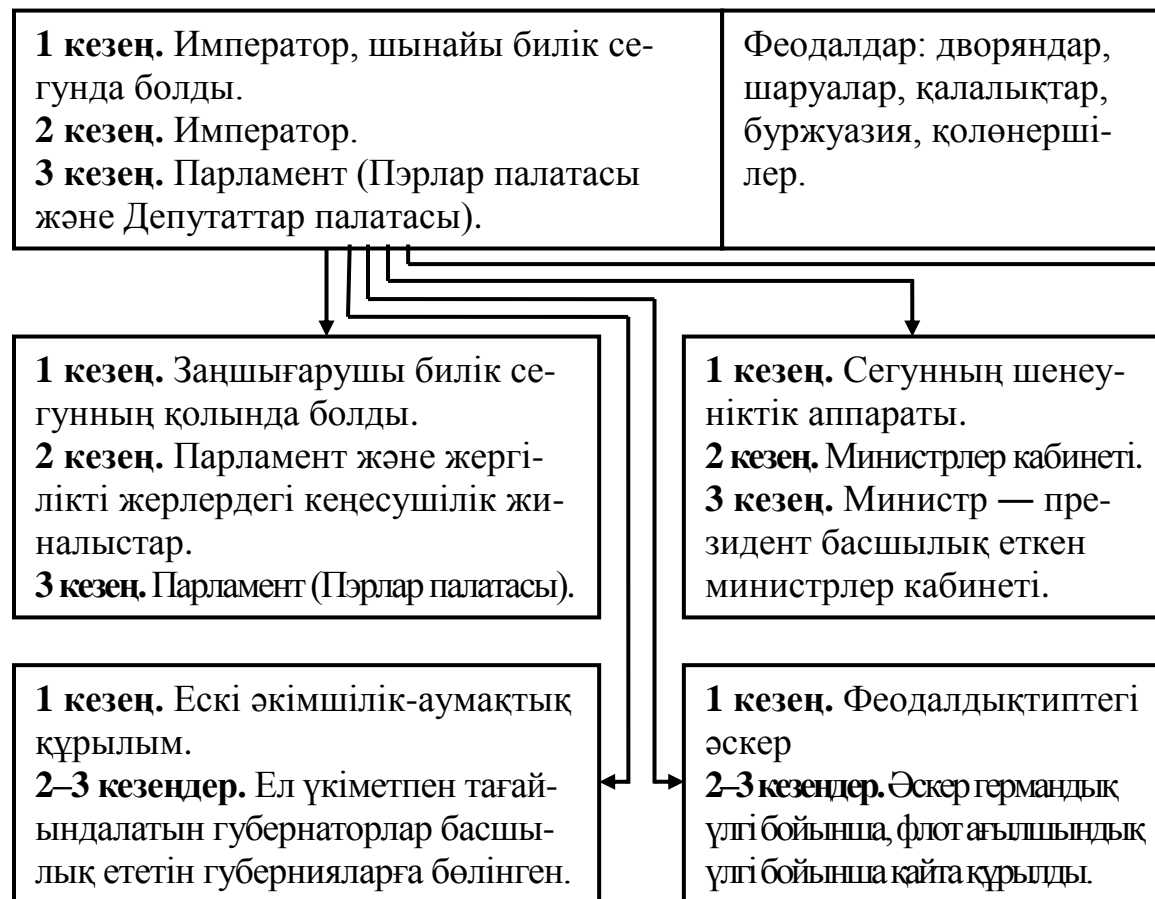 1 кезең. Император, шынайы билік се-
гунда болды.
2 кезең. Император.
3 кезең. Парламент (Пэрлар палатасы
және Депутаттар палатасы).
Феодалдар: дворяндар,
шаруалар, қалалықтар,
буржуазия, қолөнерші-
лер.
1 кезең. Заңшығарушы билік се-
гунның қолында болды.
2 кезең. Парламент және жергі-
лікті жерлердегі кеңесушілік жи-
налыстар.
3 кезең. Парламент (Пэрлар палатасы).
1 кезең. Сегунның шенеу-
ніктік аппараты.
2 кезең. Министрлер кабинеті.
3 кезең. Министр — пре-
зидент басшылық еткен
министрлер кабинеті.
1 кезең. Ескі әкімшілік-аумақтық
құрылым.
2–3 кезеңдер. Ел үкіметпен тағай-
ындалатын губернаторлар басшы-
лық ететін губернияларға бөлінген.
1 кезең. Феодалдықтиптегі
әскер
2–3 кезеңдер. Әскер германдық
үлгі бойынша, флот ағылшындық
үлгі бойынша қайта құрылды.